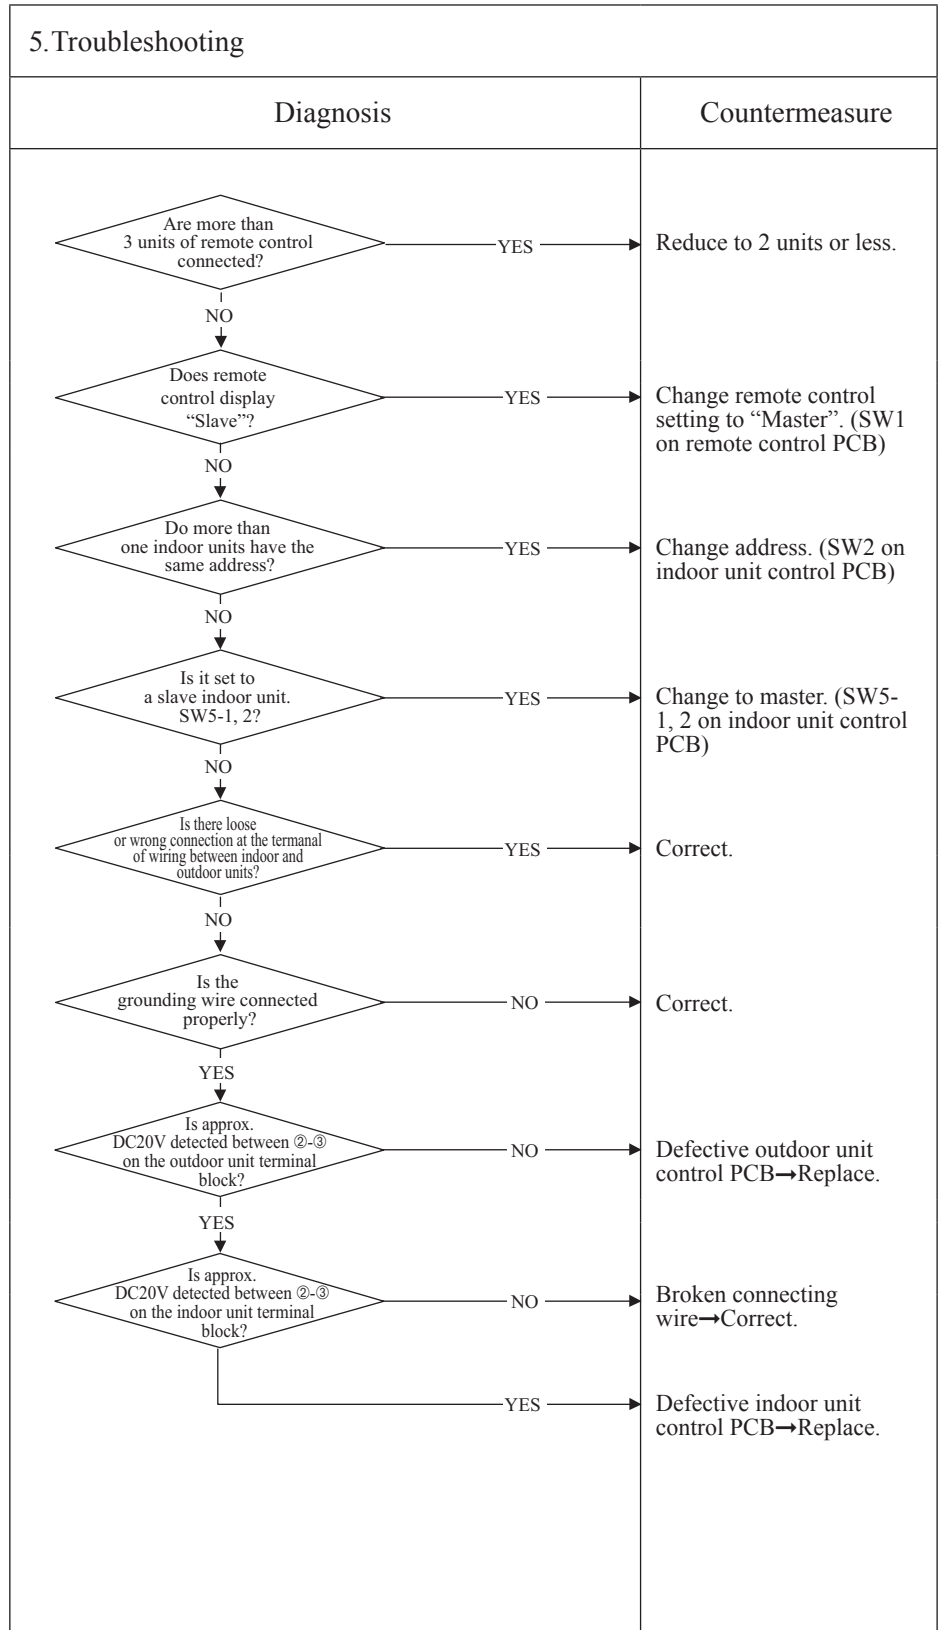 5.Troubleshooting
Diagnosis
Countermeasure
Are more than
3 units of remote control
connected?
YES
Reduce to 2 units or less.
NO
Does remote
control display
“Slave”?
YES
Change remote control
setting to “Master”. (SW1
on remote control PCB)
NO
Do more than
one indoor units have the
same address?
YES
Change address. (SW2 on
indoor unit control PCB)
NO
Is it set to
a slave indoor unit.
SW5-1, 2?
YES
Change to master. (SW5-
1, 2 on indoor unit control
PCB)
NO
Is there loose
or wrong connection at the termanal
of wiring between indoor and
outdoor units?
YES
Correct.
NO
Is the
grounding wire connected
properly?
NO
Correct.
YES
Is approx.
DC20V detected between ②-③
on the outdoor unit terminal
block?
NO
Defective outdoor unit
control PCB→Replace.
YES
Is approx.
DC20V detected between ②-③
on the indoor unit terminal
block?
NO
Broken connecting
wire→Correct.
YES
Defective indoor unit
control PCB→Replace.